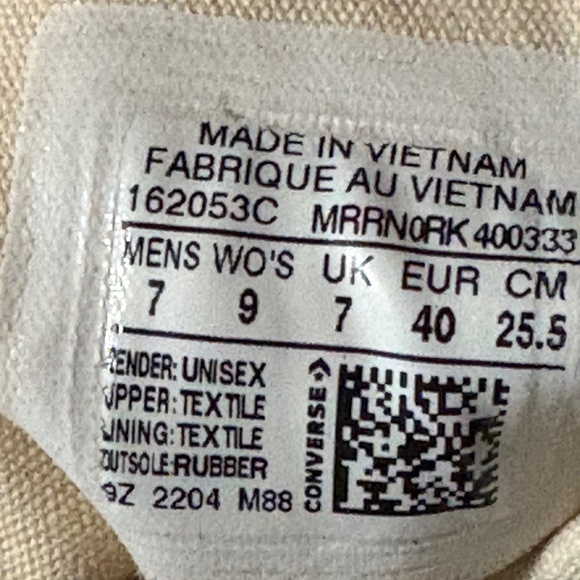 MADE IN VIETNAM
FABRIQUE AU VIETNAM
162053C MRRN0RK 400333
MENS WO'S UK EUR CM
7 9 7 40 25.5
GENDER: UNISEX
UPPER: TEXTILE
LINING: TEXTILE
OUTSOLE: RUBBER
9Z 2204 M88
CONVERSE